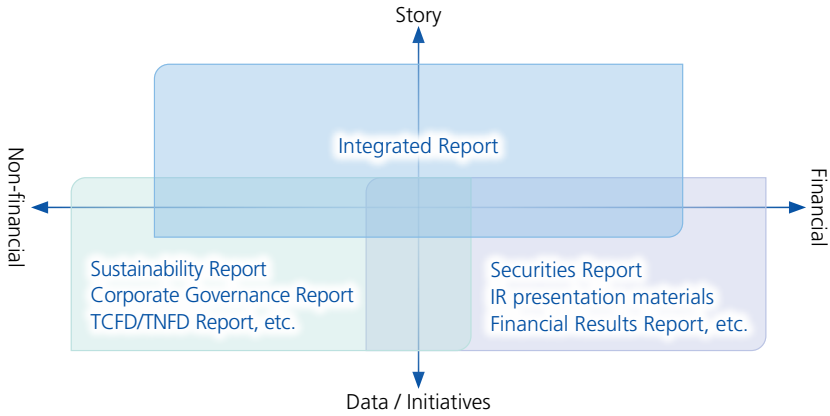 Story
Integrated Report
Non-financial
Financial
Sustainability Report
Corporate Governance Report
TCFD/TNFD Report, etc.
Securities Report
IR presentation materials
Financial Results Report, etc.
Data / Initiatives